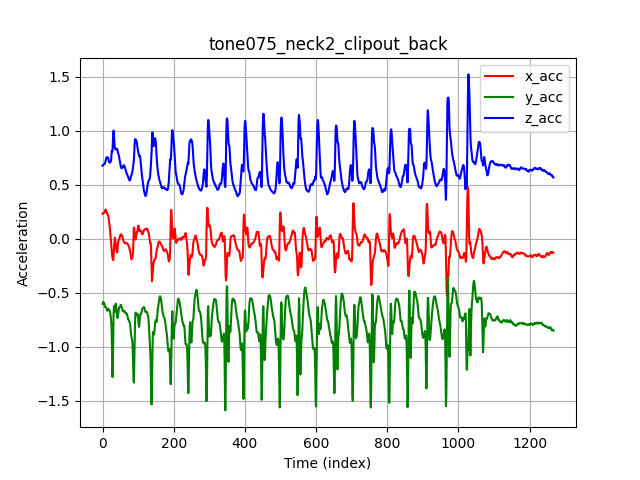 tone075_neck2_clipout_back
x_acc
y_acc
z_acc
Acceleration
1.5
1.0
0.5
0.0
−0.5
−1.0
−1.5
0 200 400 600 800 1000 1200
Time (index)